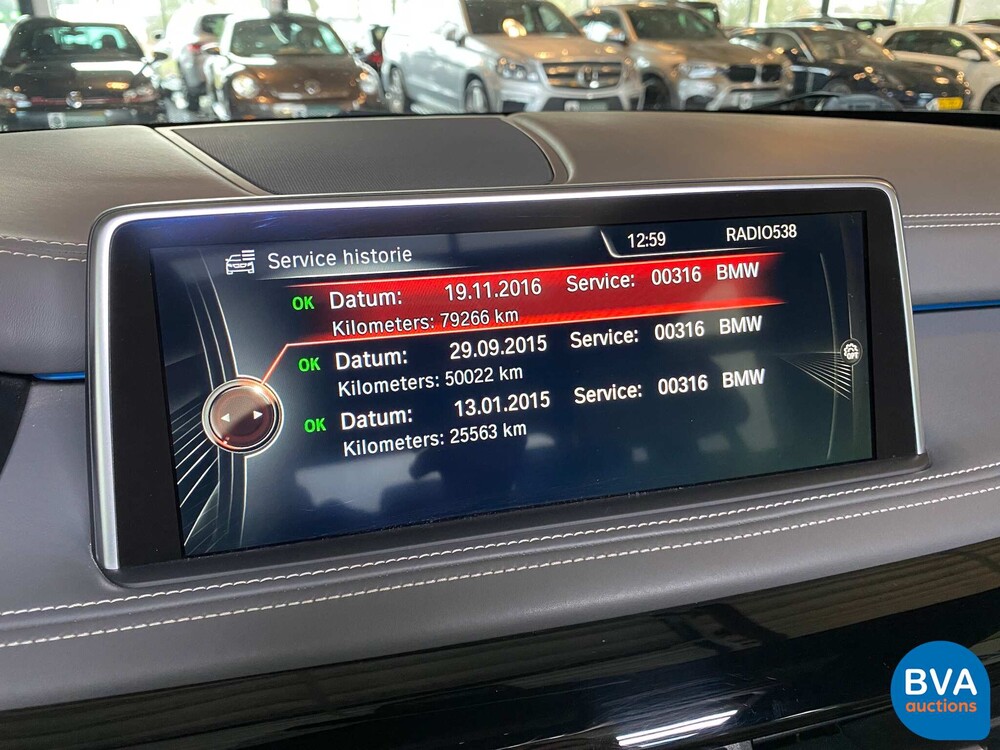 Service historie
12:59 RADIO538
OK Datum: 19.11.2016 Service: 00316 BMW
Kilometers: 79266 km
OK Datum: 29.09.2015 Service: 00316 BMW
Kilometers: 50022 km
OK Datum: 13.01.2015 Service: 00316 BMW
Kilometers: 25563 km
BVA
auctions